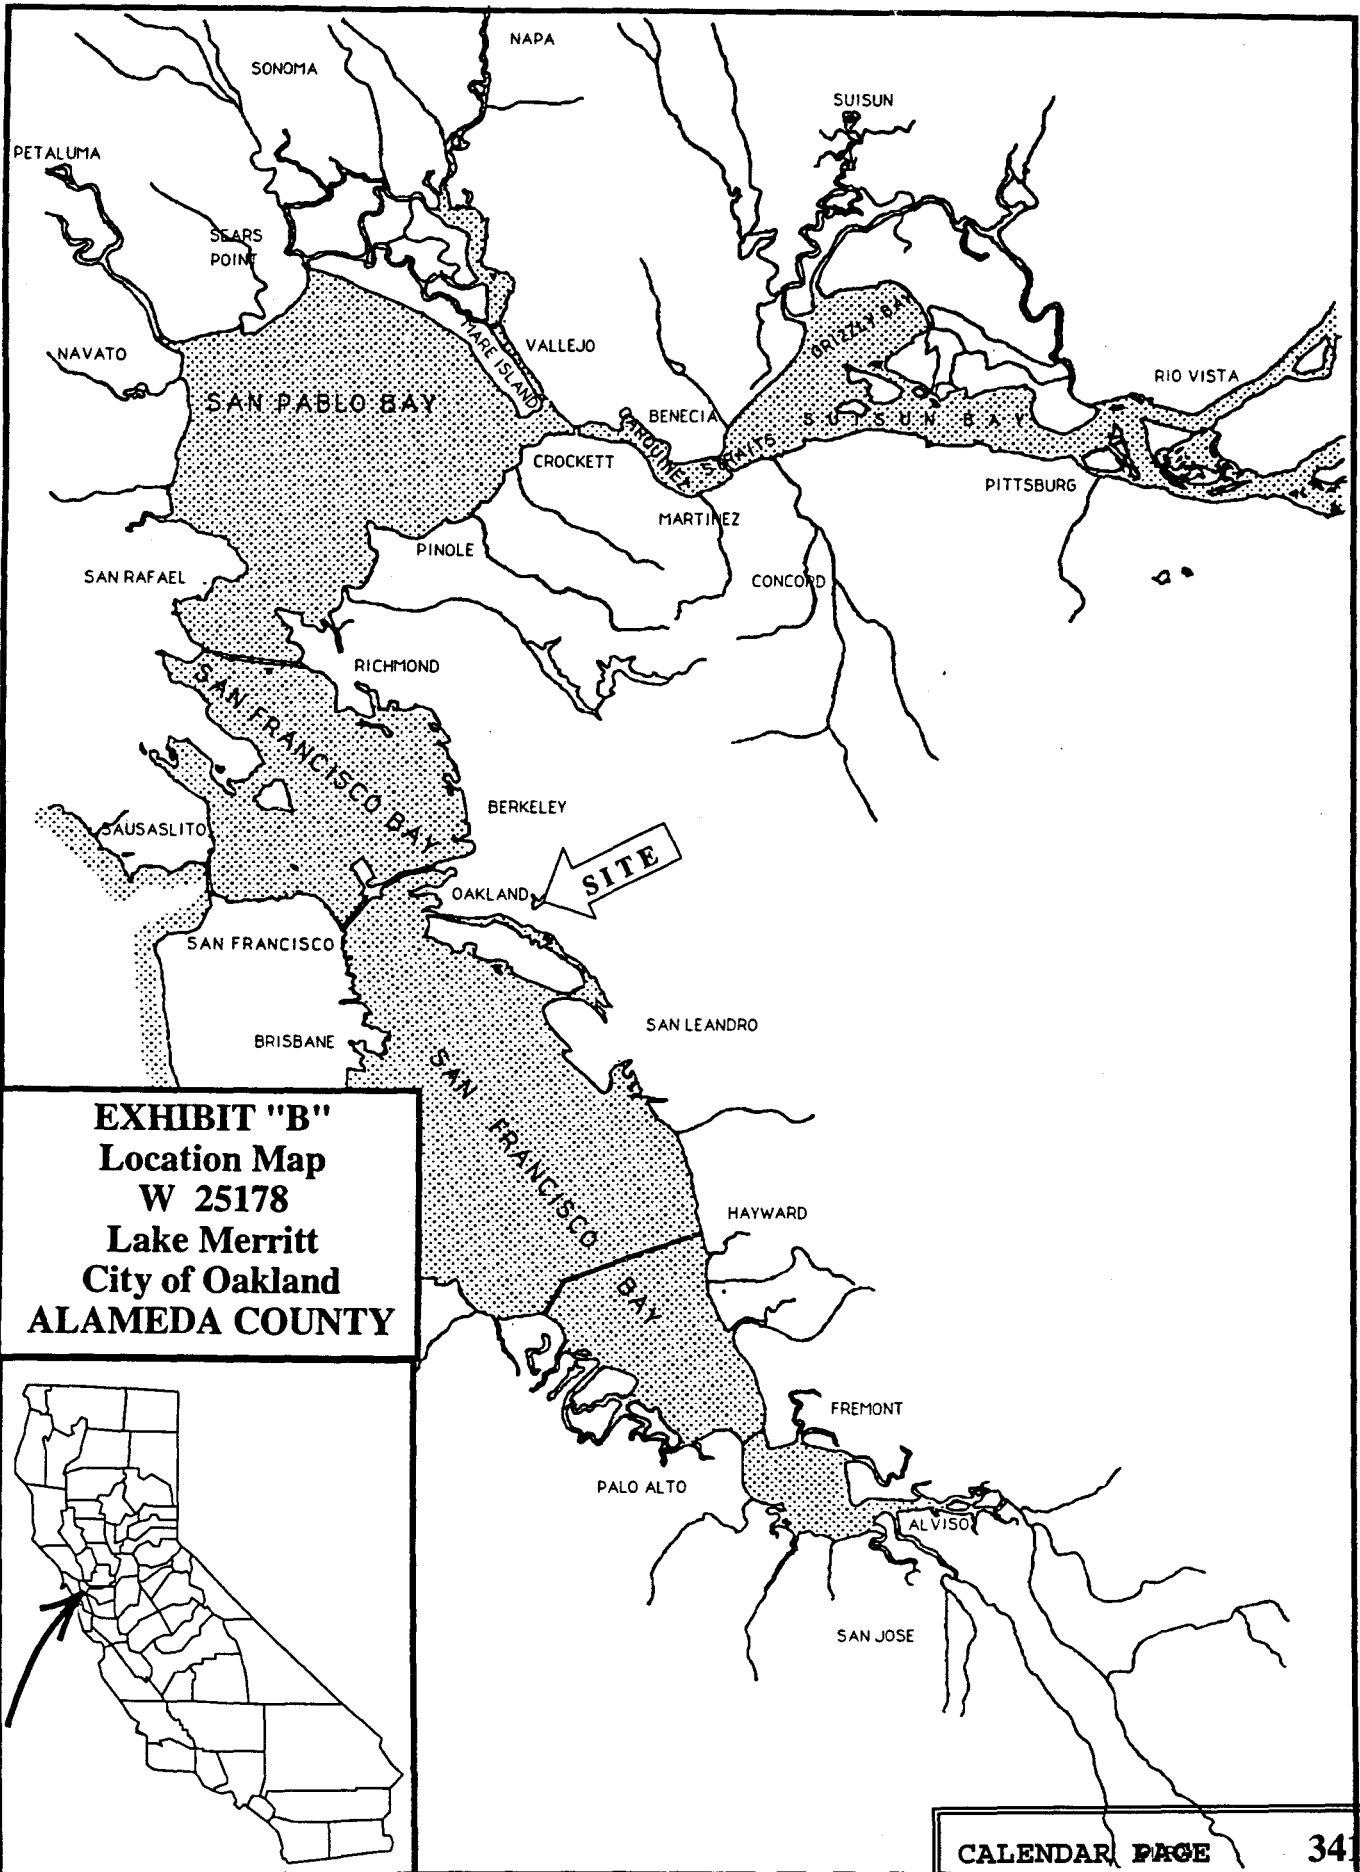 NAPA
SONOMA
SUISUN
PETALUMA
SEARS
POINT
GRIZZLY BAY
MARE ISLAND
VALLEJO
NAVATO
RIO VISTA
SAN PABLO BAY
BENECIA
SUISUN BAY
CARQUINEZ STRAITS
CROCKETT
PITTSBURG
MARTINEZ
PINOLE
SAN RAFAEL
CONCORD
RICHMOND
SAN FRANCISCO BAY
BERKELEY
SAUSASLITO
SITE
OAKLAND
SAN FRANCISCO
SAN LEANDRO
BRISBANE
SAN FRANCISCO BAY
EXHIBIT "B"
Location Map
W 25178
Lake Merritt
City of Oakland
ALAMEDA COUNTY
HAYWARD
FREMONT
PALO ALTO
ALVISO
SAN JOSE
CALENDAR PAGE 341